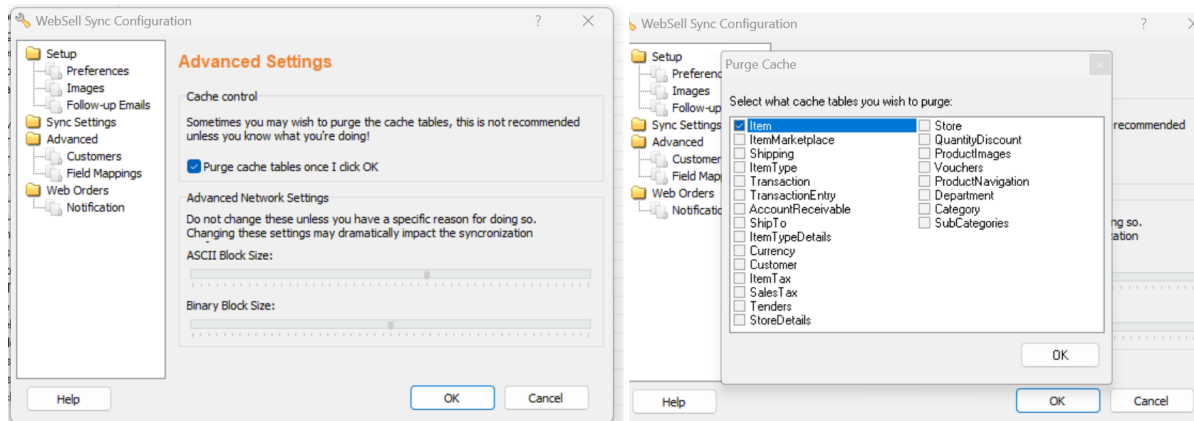 WebSell Sync Configuration
Setup
Preferences
Images
Follow-up Emails
Sync Settings
Advanced
Customers
Field Mappings
Web Orders
Notification
Advanced Settings
Cache control
Sometimes you may wish to purge the cache tables, this is not recommended
unless you know what you're doing!
Purge cache tables once I click OK
Advanced Network Settings
Do not change these unless you have a specific reason for doing so.
Changing these settings may dramatically impact the syncronization
ASCII Block Size:
Binary Block Size:
Help
OK
Cancel
WebSell Sync Configuration
Setup
Preferenc
Images
Follow-up
Sync Settings
Advanced
Customer
Field Map
Web Orders
Notificatio
Purge Cache
Select what cache tables you wish to purge:
Item
ItemMarketplace
Shipping
ItemType
Transaction
TransactionEntry
AccountReceivable
ShipTo
ItemTypeDetails
Currency
Customer
ItemTax
SalesTax
Tenders
StoreDetails
Store
QuantityDiscount
ProductImages
Vouchers
ProductNavigation
Department
Category
SubCategories
OK
recommended
ng so.
ation
Help
OK
Cancel